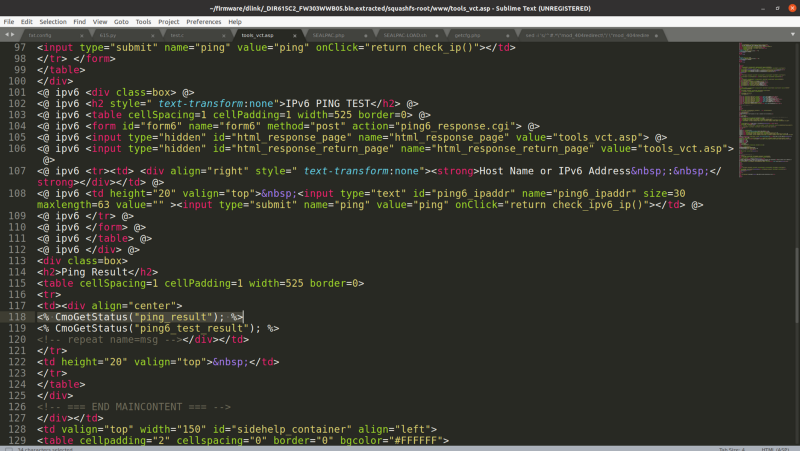 ~/firmware/dlink/_DIR615C2_FW303WWB05.bin.extracted/squashfs-root/www/tools_vct.asp - Sublime Text (UNREGISTERED)
File Edit Selection Find View Goto Tools Project Preferences Help
tools_vct.asp
97 <input type="submit" name="ping" value="ping" onClick="return check_ip()"></td>
98 </tr> </form>
99 </table>
100 </div>
101 <@ ipv6 <div class=box> @>
102 <@ ipv6 <h2 style=" text-transform:none">IPv6 PING TEST</h2> @>
103 <@ ipv6 <table cellSpacing=1 cellPadding=1 width=525 border=0> @>
104 <@ ipv6 <form id="form6" name="form6" method="post" action="ping6_response.cgi"> @>
105 <@ ipv6 <input type="hidden" id="html_response_page" name="html_response_page" value="tools_vct.asp"> @>
106 <@ ipv6 <input type="hidden" id="html_response_return_page" name="html_response_return_page" value="tools_vct.asp">
@>
107 <@ ipv6 <tr><td> <div align="right" style=" text-transform:none"><strong>Host Name or IPv6 Address&nbsp;:&nbsp;</
strong></div></td> @>
108 <@ ipv6 <td height="20" valign="top">&nbsp;<input type="text" id="ping6_ipaddr" name="ping6_ipaddr" size=30
maxlength=63 value="" ><input type="submit" name="ping" value="ping" onClick="return check_ipv6_ip()"></td> @>
109 <@ ipv6 </tr> @>
110 <@ ipv6 </form> @>
111 <@ ipv6 </table> @>
112 <@ ipv6 </div> @>
113 <div class=box>
114 <h2>Ping Result</h2>
115 <table cellSpacing=1 cellPadding=1 width=525 border=0>
116 <tr>
117 <td><div align="center">
118 <% CmoGetStatus("ping_result"); %>
119 <% CmoGetStatus("ping6_test_result"); %>
120 <!-- repeat name=msg --></div></td>
121 </tr>
122 <td height="20" valign="top">&nbsp;</td>
123 </tr>
124 </table>
125 </div>
126 <!-- === END MAINCONTENT === -->
127 </div></td>
128 <td valign="top" width="150" id="sidehelp_container" align="left">
129 <table cellpadding="2" cellspacing="0" border="0" bgcolor="#FFFFFF">